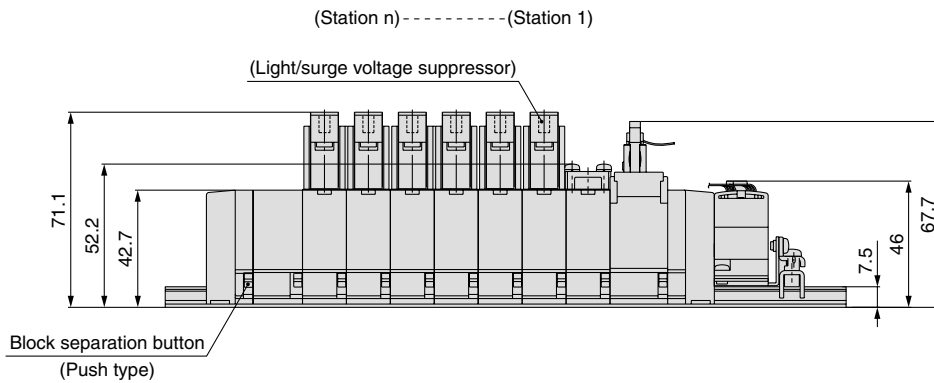 (Station n)----------(Station 1)
(Light/surge voltage suppressor)
71.1
52.2
42.7
7.5
46
67.7
Block separation button
(Push type)